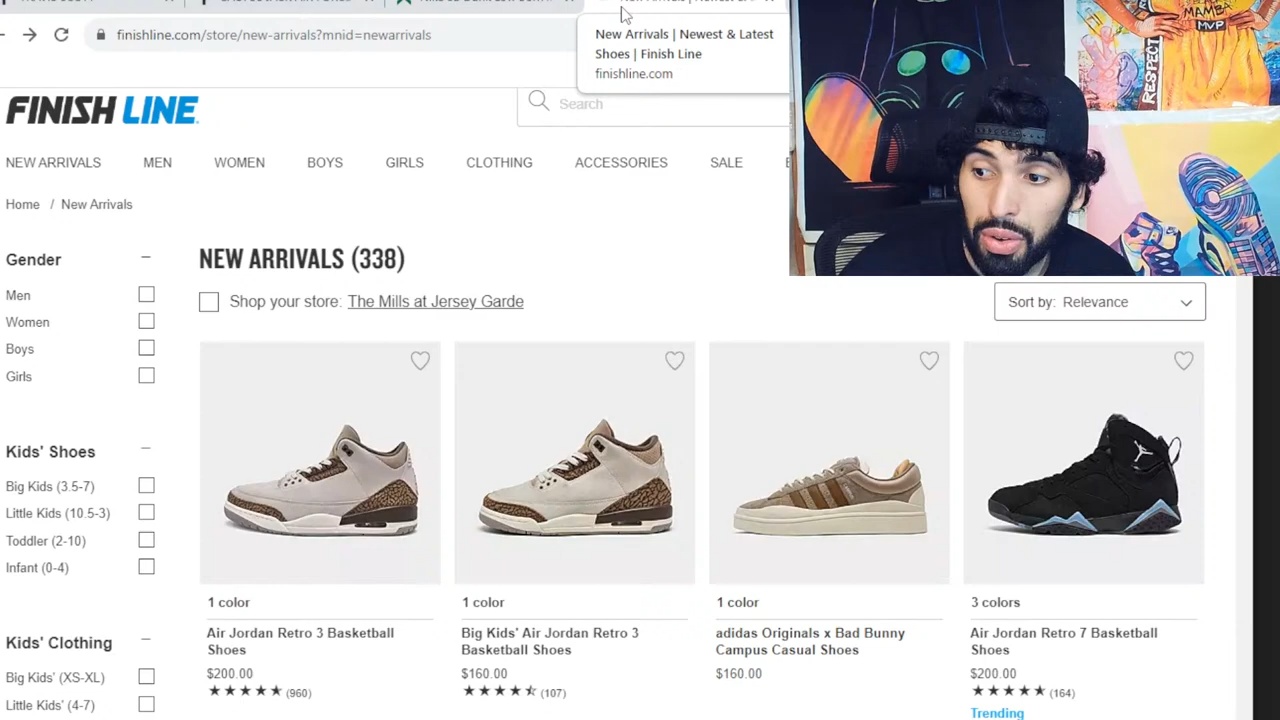 finishline.com/store/new-arrivals?mnid=newarrivals
New Arrivals | Newest & Latest
Shoes | Finish Line
finishline.com
RESPECT
MAMBA
MVP
FINISH LINE
Search
NEW ARRIVALS
MEN
WOMEN
BOYS
GIRLS
CLOTHING
ACCESSORIES
SALE
Home / New Arrivals
Gender
Men
Women
Boys
Girls
Kids' Shoes
Big Kids (3.5-7)
Little Kids (10.5-3)
Toddler (2-10)
Infant (0-4)
Kids' Clothing
Big Kids' (XS-XL)
Little Kids' (4-7)
NEW ARRIVALS (338)
Shop your store: The Mills at Jersey Garde
Sort by: Relevance
1 color
Air Jordan Retro 3 Basketball
Shoes
$200.00
(960)
1 color
Big Kids' Air Jordan Retro 3
Basketball Shoes
$160.00
(107)
1 color
adidas Originals x Bad Bunny
Campus Casual Shoes
$160.00
3 colors
Air Jordan Retro 7 Basketball
Shoes
$200.00
(164)
Trending